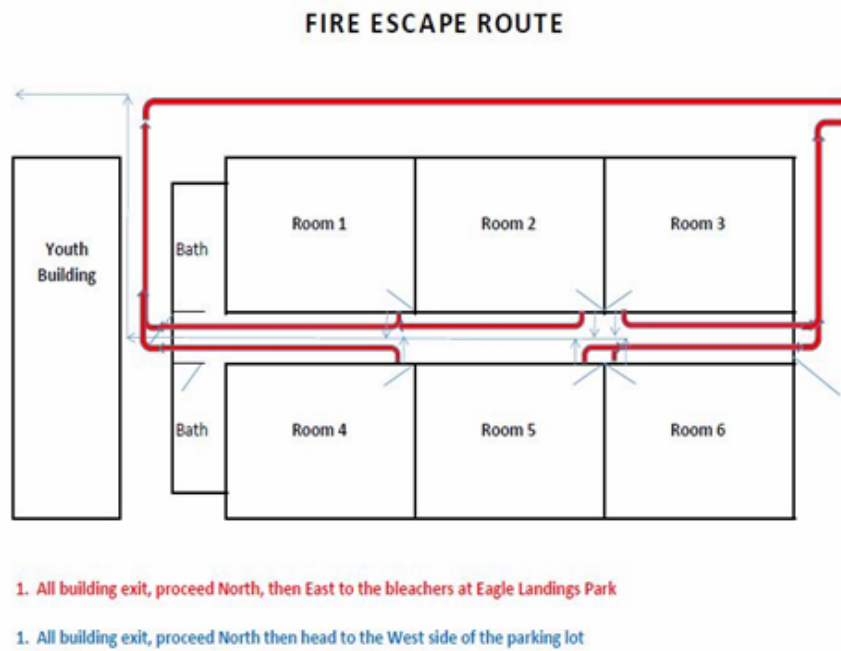 FIRE ESCAPE ROUTE
Room 1
Room 2
Room 3
Youth
Building
Bath
Bath
Room 4
Room 5
Room 6
1. All building exit, proceed North, then East to the bleachers at Eagle Landings Park
1. All building exit, proceed North then head to the West side of the parking lot